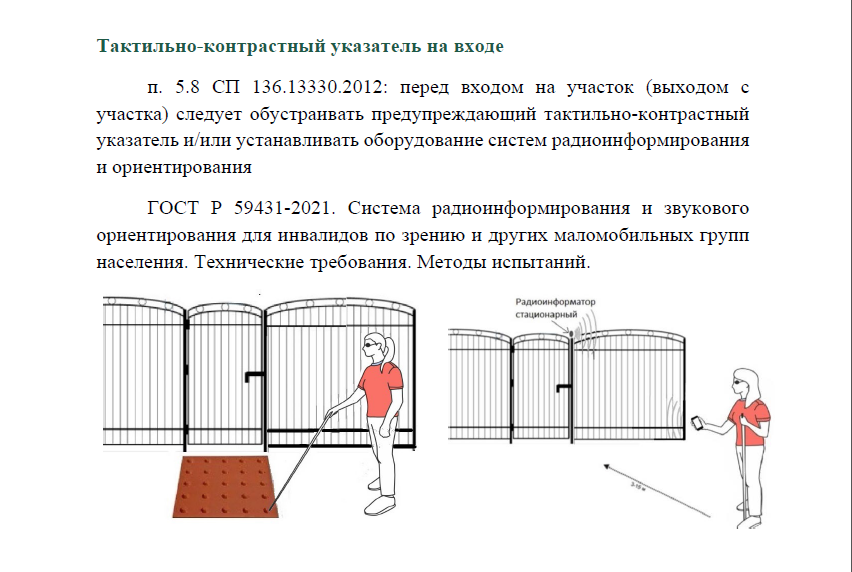 Тактильно-контрастный указатель на входе
п. 5.8 СП 136.13330.2012: перед входом на участок (выходом с
участка) следует обустраивать предупреждающий тактильно-контрастный
указатель и/или устанавливать оборудование систем радиоинформирования
и ориентирования
ГОСТ Р 59431-2021. Система радиоинформирования и звукового
ориентирования для инвалидов по зрению и других маломобильных групп
населения. Технические требования. Методы испытаний.
Радиоинформатор
стационарный